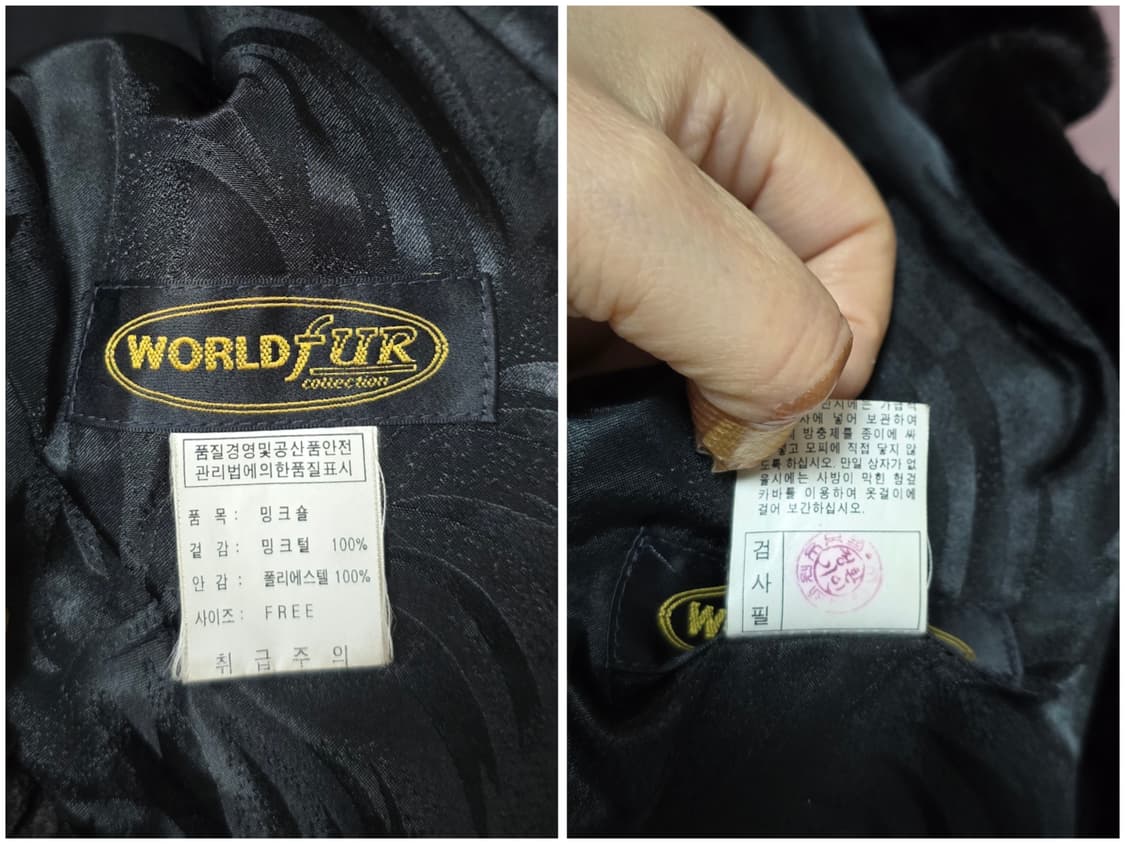 WORLD fUR
collection
품질경영및공산품안전
관리법에의한품질표시
품 목 : 밍크숄
겉 감 : 밍크털 100%
안 감 : 폴리에스텔 100%
사이즈 : FREE
취 급 주 의
사에 넣어 보관하여
방충제를 종이에 싸
넣고 모피에 직접 닿지 않
도록 하십시오. 만일 상자가 없
을시에는 사방이 막힌 헝겊
카바를 이용하여 옷걸이에
걸어 보간하십시오.
검
사
필
W